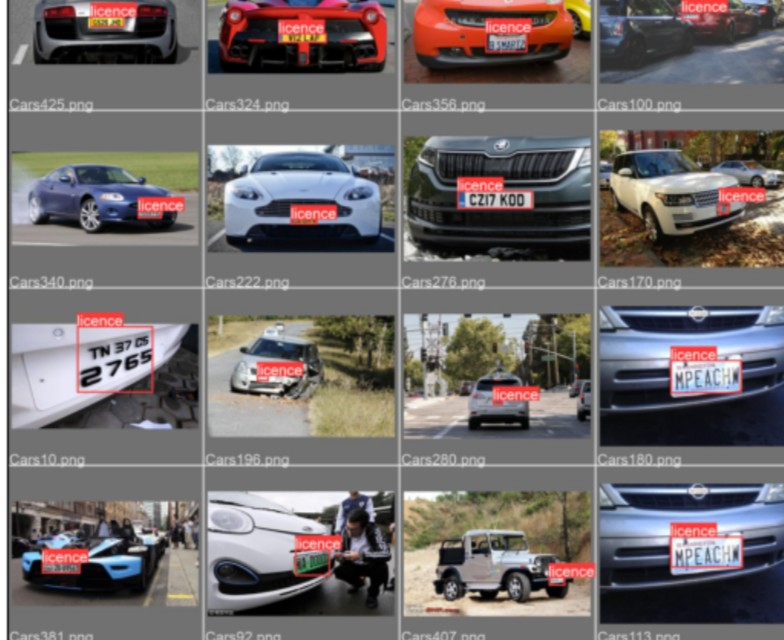 licence
licence
licence
licence
V12 LAF
Cars425.png
Cars324.png
Cars356.png
Cars100.png
licence
licence
licence
licence
CZ17 KOD
Cars340.png
Cars222.png
Cars276.png
Cars170.png
licence
TN 37 CS
2765
licence
licence
licence
MPEACHW
Cars10.png
Cars196.png
Cars280.png
Cars180.png
licence
licence
licence
licence
MPEACHW
Cars381.png
Cars92.png
Cars407.png
Cars113.png